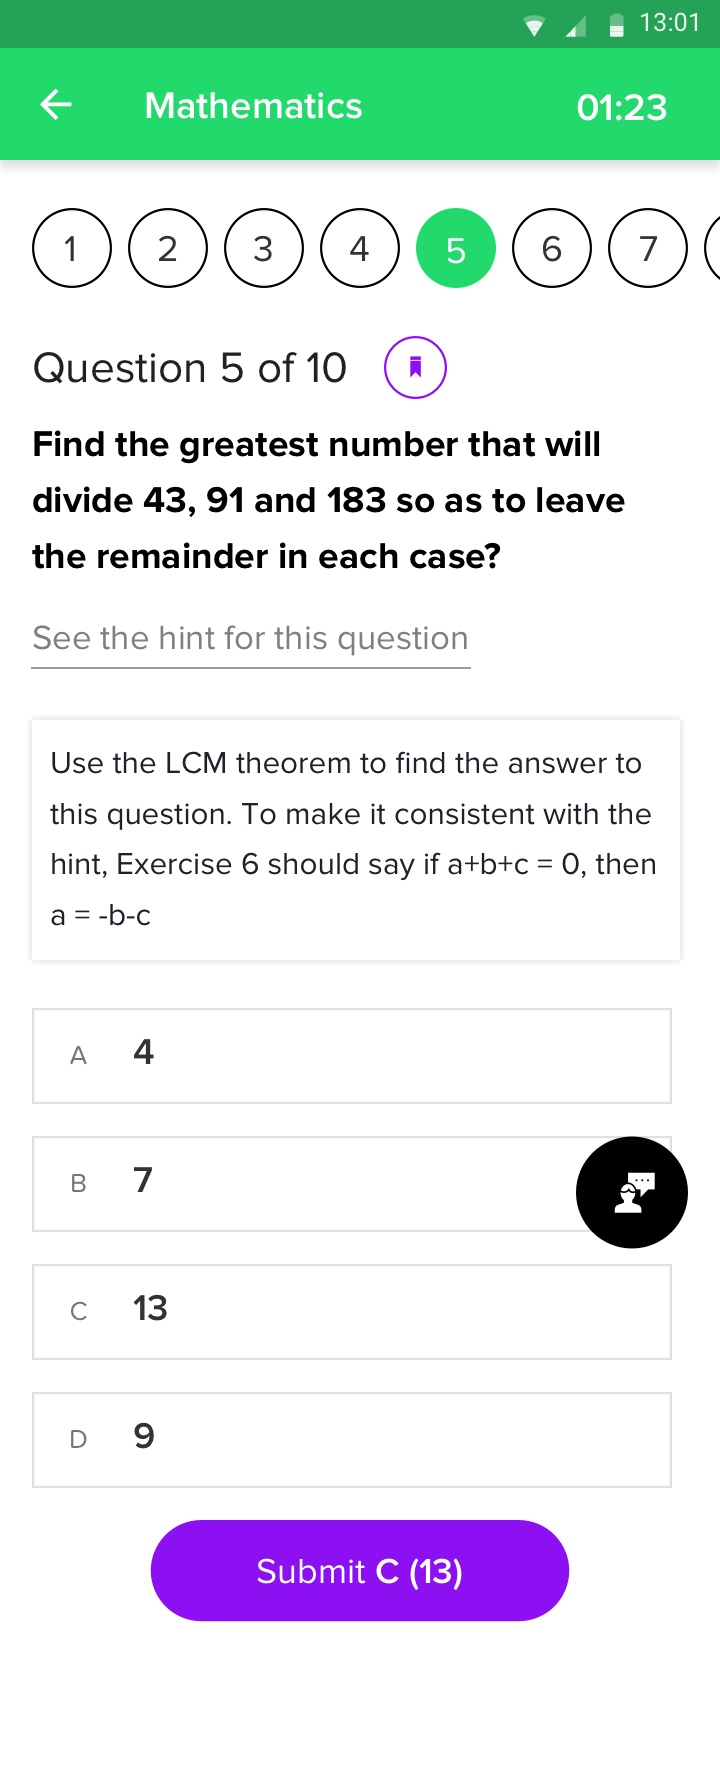 13:01
Mathematics 01:23
1 2 3 4 5 6 7
Question 5 of 10
Find the greatest number that will
divide 43, 91 and 183 so as to leave
the remainder in each case?
See the hint for this question
Use the LCM theorem to find the answer to
this question. To make it consistent with the
hint, Exercise 6 should say if a+b+c = 0, then
a = -b-c
A 4
B 7
C 13
D 9
Submit C (13)